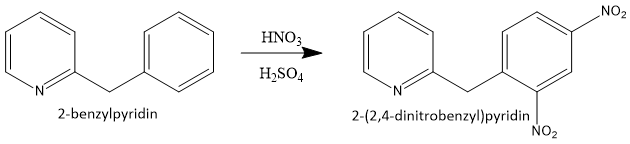 N
2-benzylpyridin
HNO3
H2SO4
N
NO2
NO2
2-(2,4-dinitrobenzyl)pyridin